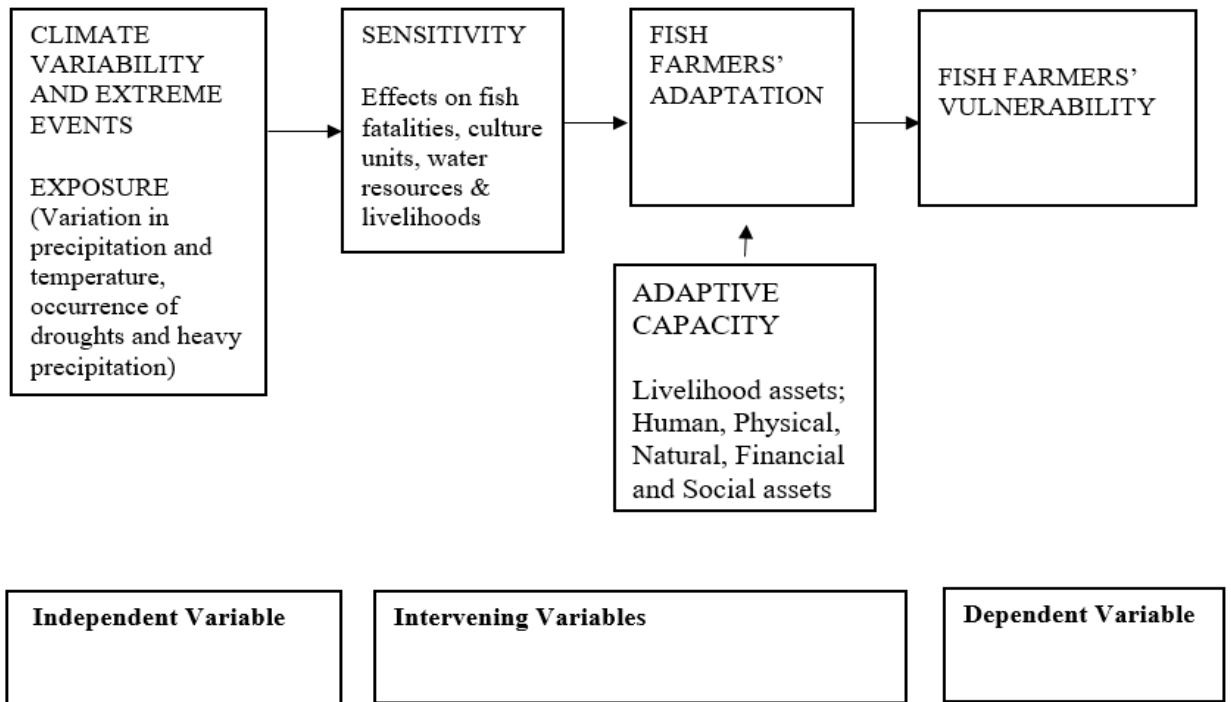 CLIMATE
VARIABILITY
AND EXTREME
EVENTS
EXPOSURE
(Variation in
precipitation and
temperature,
occurrence of
droughts and heavy
precipitation)
SENSITIVITY
Effects on fish
fatalities, culture
units, water
resources &
livelihoods
FISH
FARMERS’
ADAPTATION
FISH FARMERS’
VULNERABILITY
ADAPTIVE
CAPACITY
Livelihood assets;
Human, Physical,
Natural, Financial
and Social assets
Independent Variable
Intervening Variables
Dependent Variable